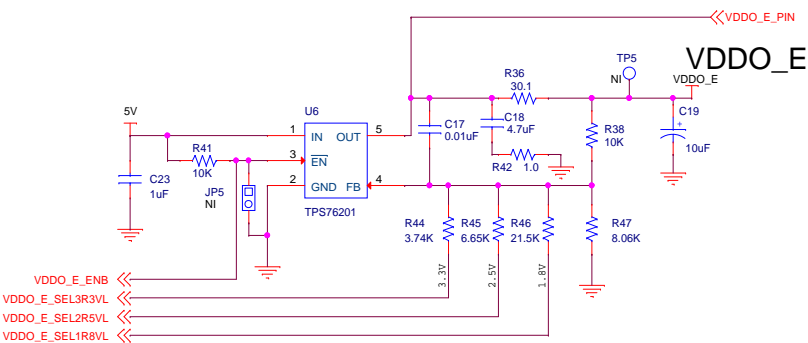 VDDO_E_PIN
VDDO_E
TP5
NI
VDDO_E
R36
30.1
5V
U6
C17
0.01uF
C18
4.7uF
C19
+
10uF
R38
10K
1 IN OUT 5
R41
10K
3 EN
R42 1.0
C23
1uF
JP5
NI
2 GND FB 4
TPS76201
R44
3.74K
R45
6.65K
R46
21.5K
R47
8.06K
3.3V
2.5V
1.8V
VDDO_E_ENB
VDDO_E_SEL3R3VL
VDDO_E_SEL2R5VL
VDDO_E_SEL1R8VL